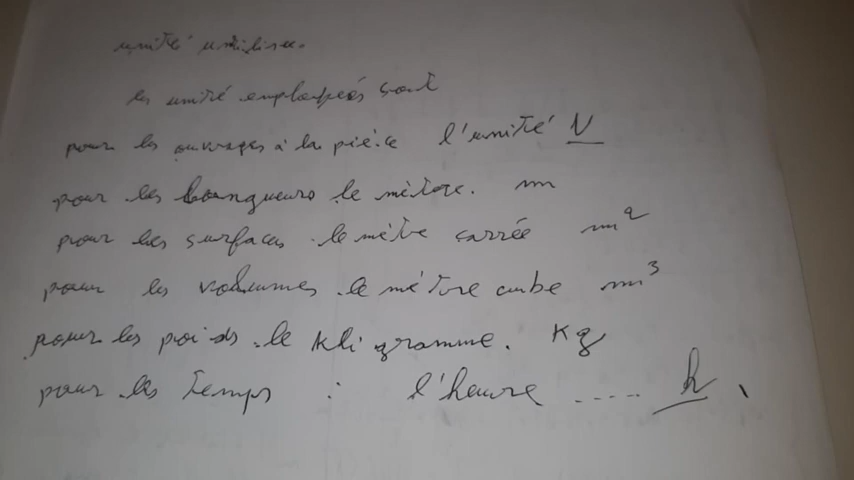 unité utilisée.
les unité employés sont
pour les ouvrages à la pièce l'unité U
pour les longueurs le mètre. m
pour les surfaces le mètre carrée m²
pour les volumes le mètre cube m³
pour les poids le kligramme. kg
pour les temps : l'heure ..... h